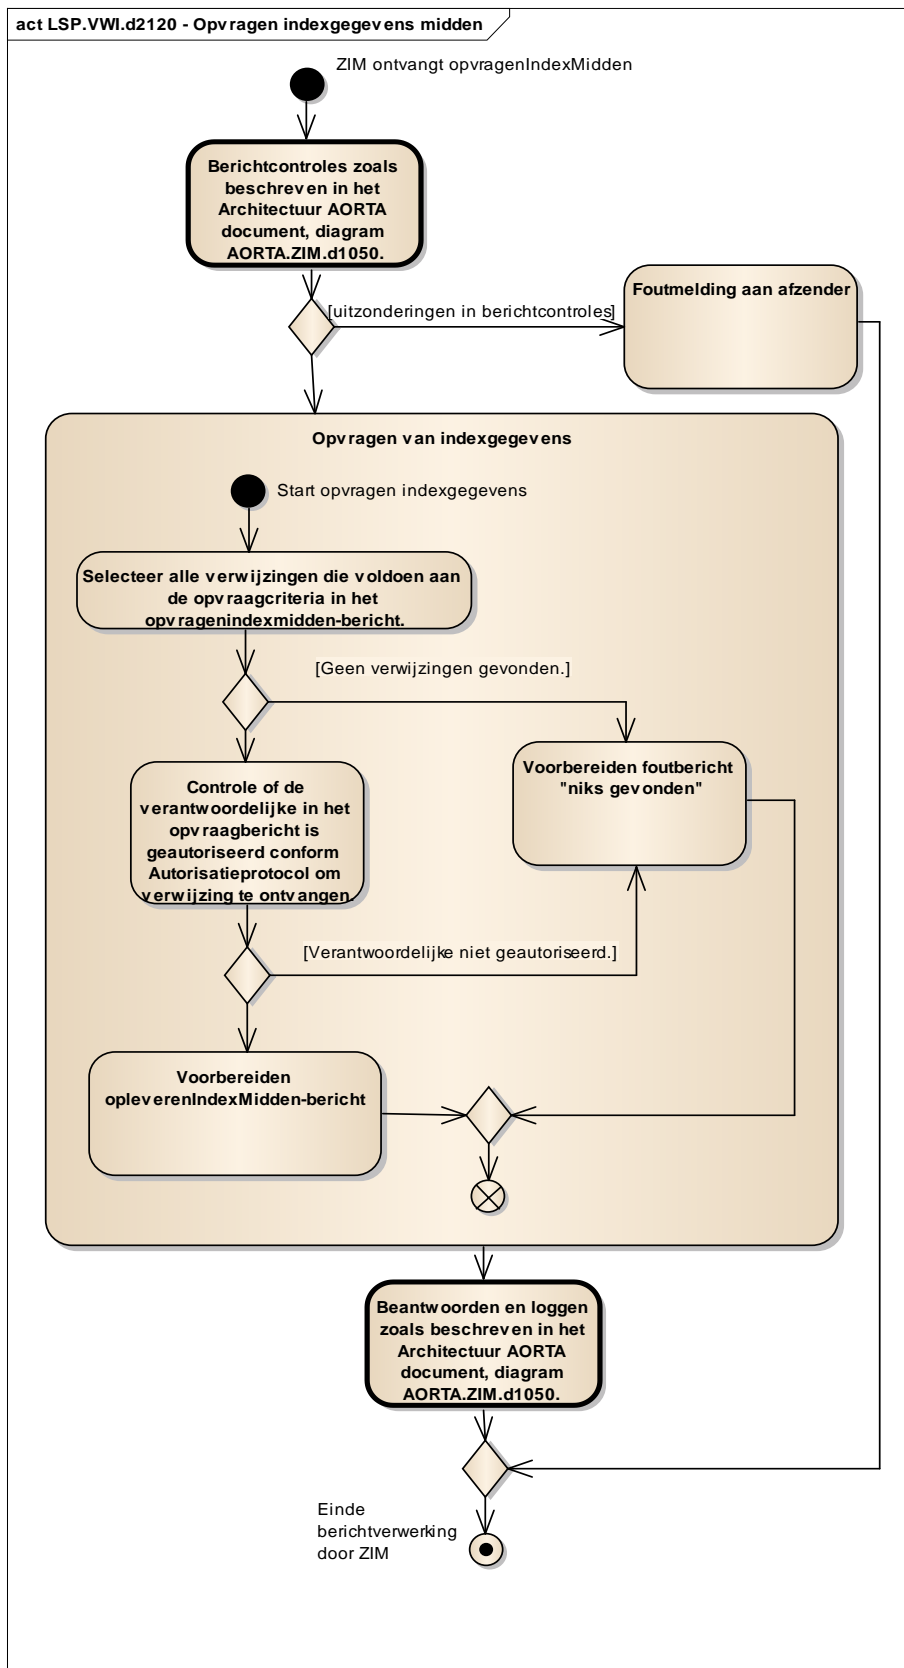 act LSP.VWI.d2120 - Opvragen indexgegevens midden
ZIM ontvangt opvragenIndexMidden
Berichtcontroles zoals
beschreven in het
Architectuur AORTA
document, diagram
AORTA.ZIM.d1050.
[uitzonderingen in berichtcontroles]
Foutmelding aan afzender
Opvragen van indexgegevens
Start opvragen indexgegevens
Selecteer alle verwijzingen die voldoen aan
de opvraagcriteria in het
opvragenindexmidden-bericht.
[Geen verwijzingen gevonden.]
Voorbereiden foutbericht
"niks gevonden"
Controle of de
verantwoordelijke in het
opvraagbericht is
geautoriseerd conform
Autorisatieprotocol om
verwijzing te ontvangen.
[Verantwoordelijke niet geautoriseerd.]
Voorbereiden
opleverenIndexMidden-bericht
Beantwoorden en loggen
zoals beschreven in het
Architectuur AORTA
document, diagram
AORTA.ZIM.d1050.
Einde
berichtverwerking
door ZIM